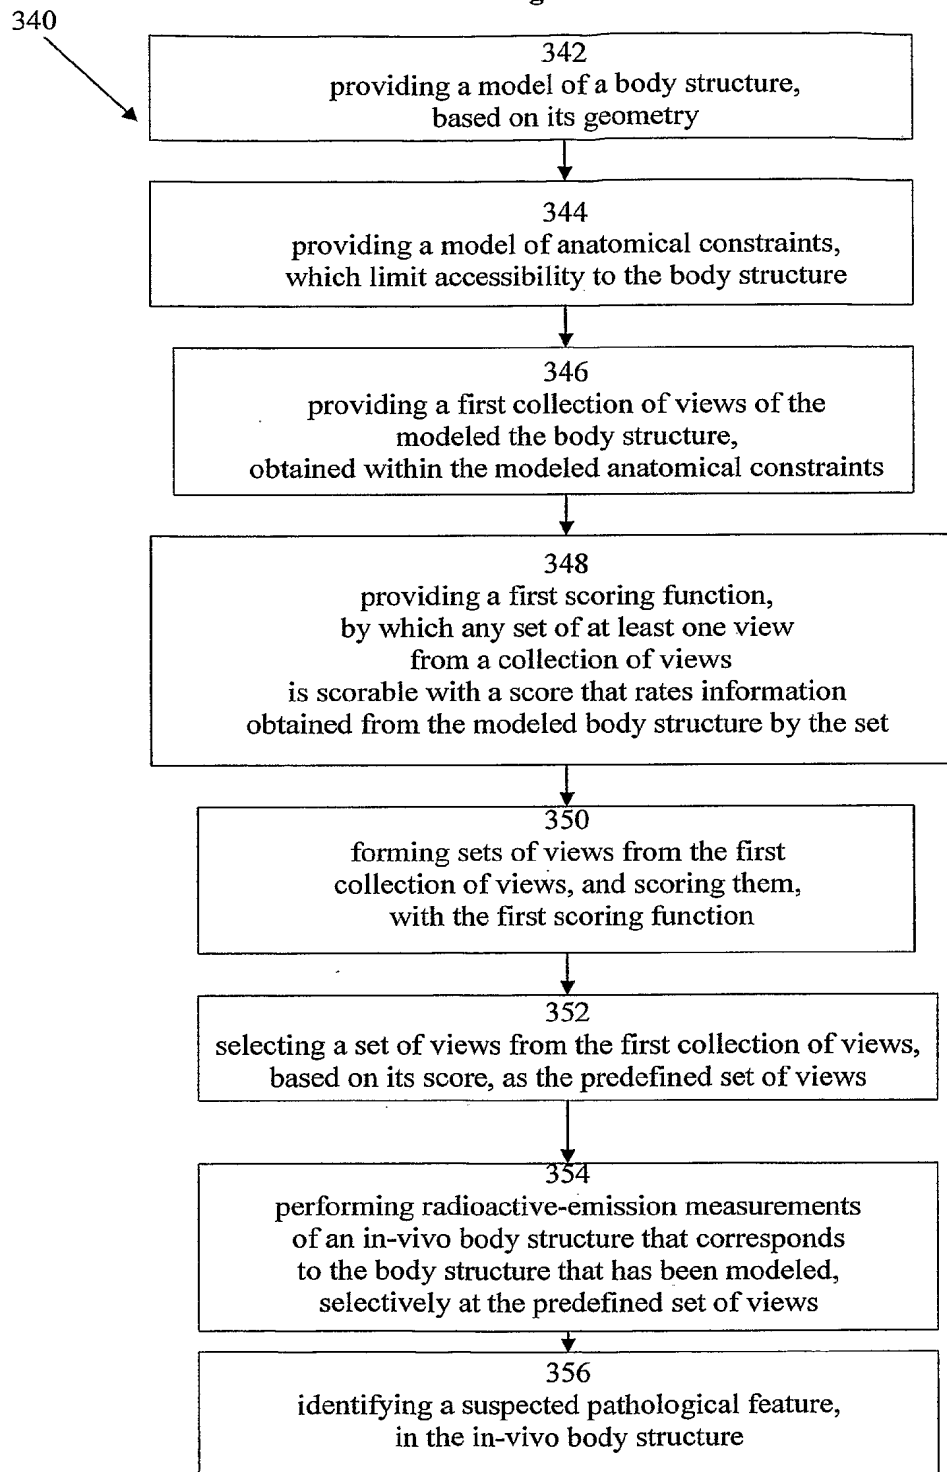 340
342
providing a model of a body structure,
based on its geometry
344
providing a model of anatomical constraints,
which limit accessibility to the body structure
346
providing a first collection of views of the
modeled the body structure,
obtained within the modeled anatomical constraints
348
providing a first scoring function,
by which any set of at least one view
from a collection of views
is scorable with a score that rates information
obtained from the modeled body structure by the set
350
forming sets of views from the first
collection of views, and scoring them,
with the first scoring function
352
selecting a set of views from the first collection of views,
based on its score, as the predefined set of views
354
performing radioactive-emission measurements
of an in-vivo body structure that corresponds
to the body structure that has been modeled,
selectively at the predefined set of views
356
identifying a suspected pathological feature,
in the in-vivo body structure